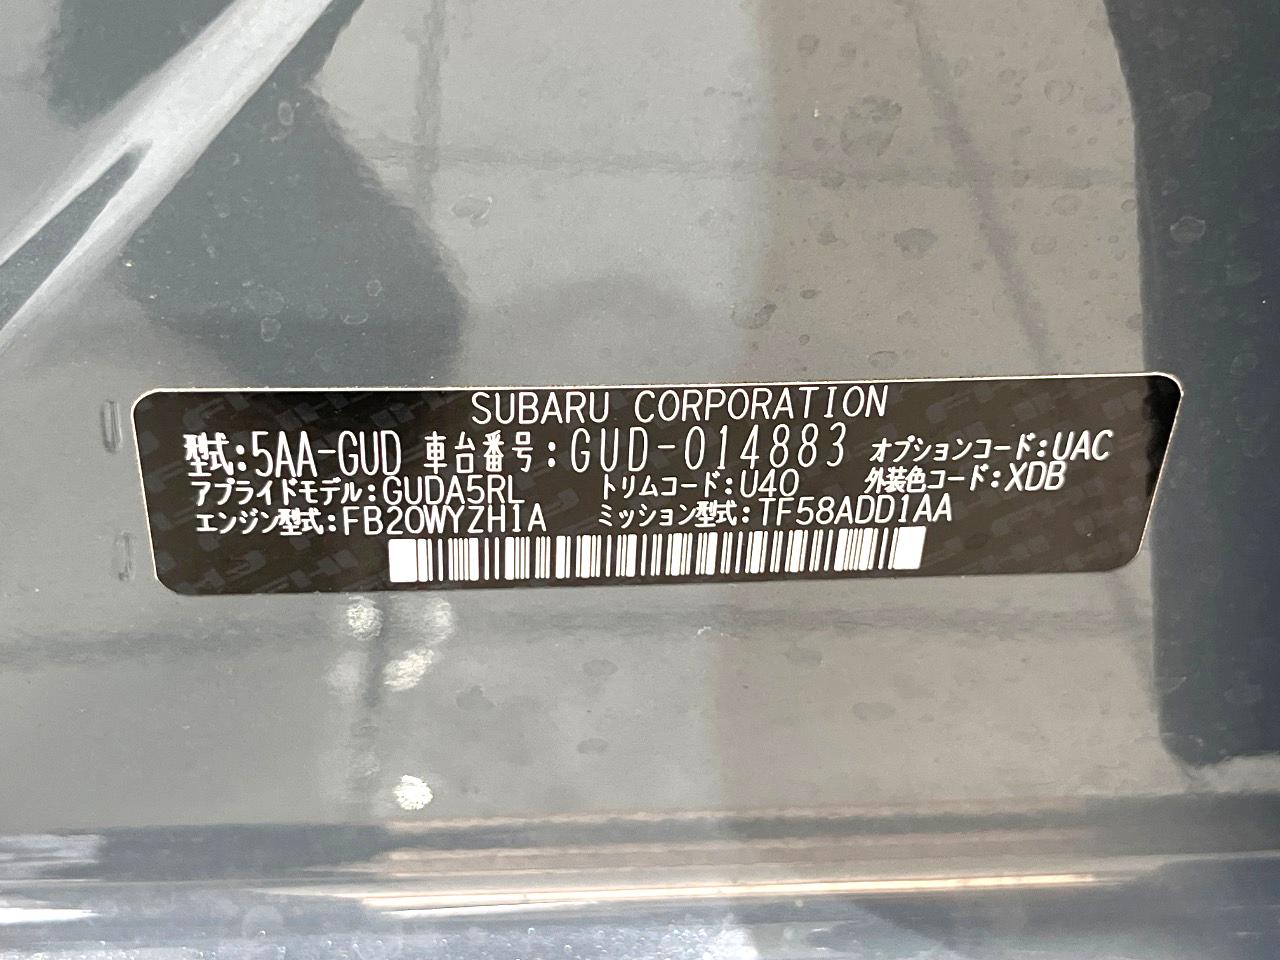 SUBARU CORPORATION
型式:5AA-GUD 車台番号:GUD-014883 オプションコード:UAC
アプライドモデル:GUDA5RL トリムコード:U40 外装色コード:XDB
エンジン型式:FB20WYZHIA ミッション型式:TF58ADD1AA